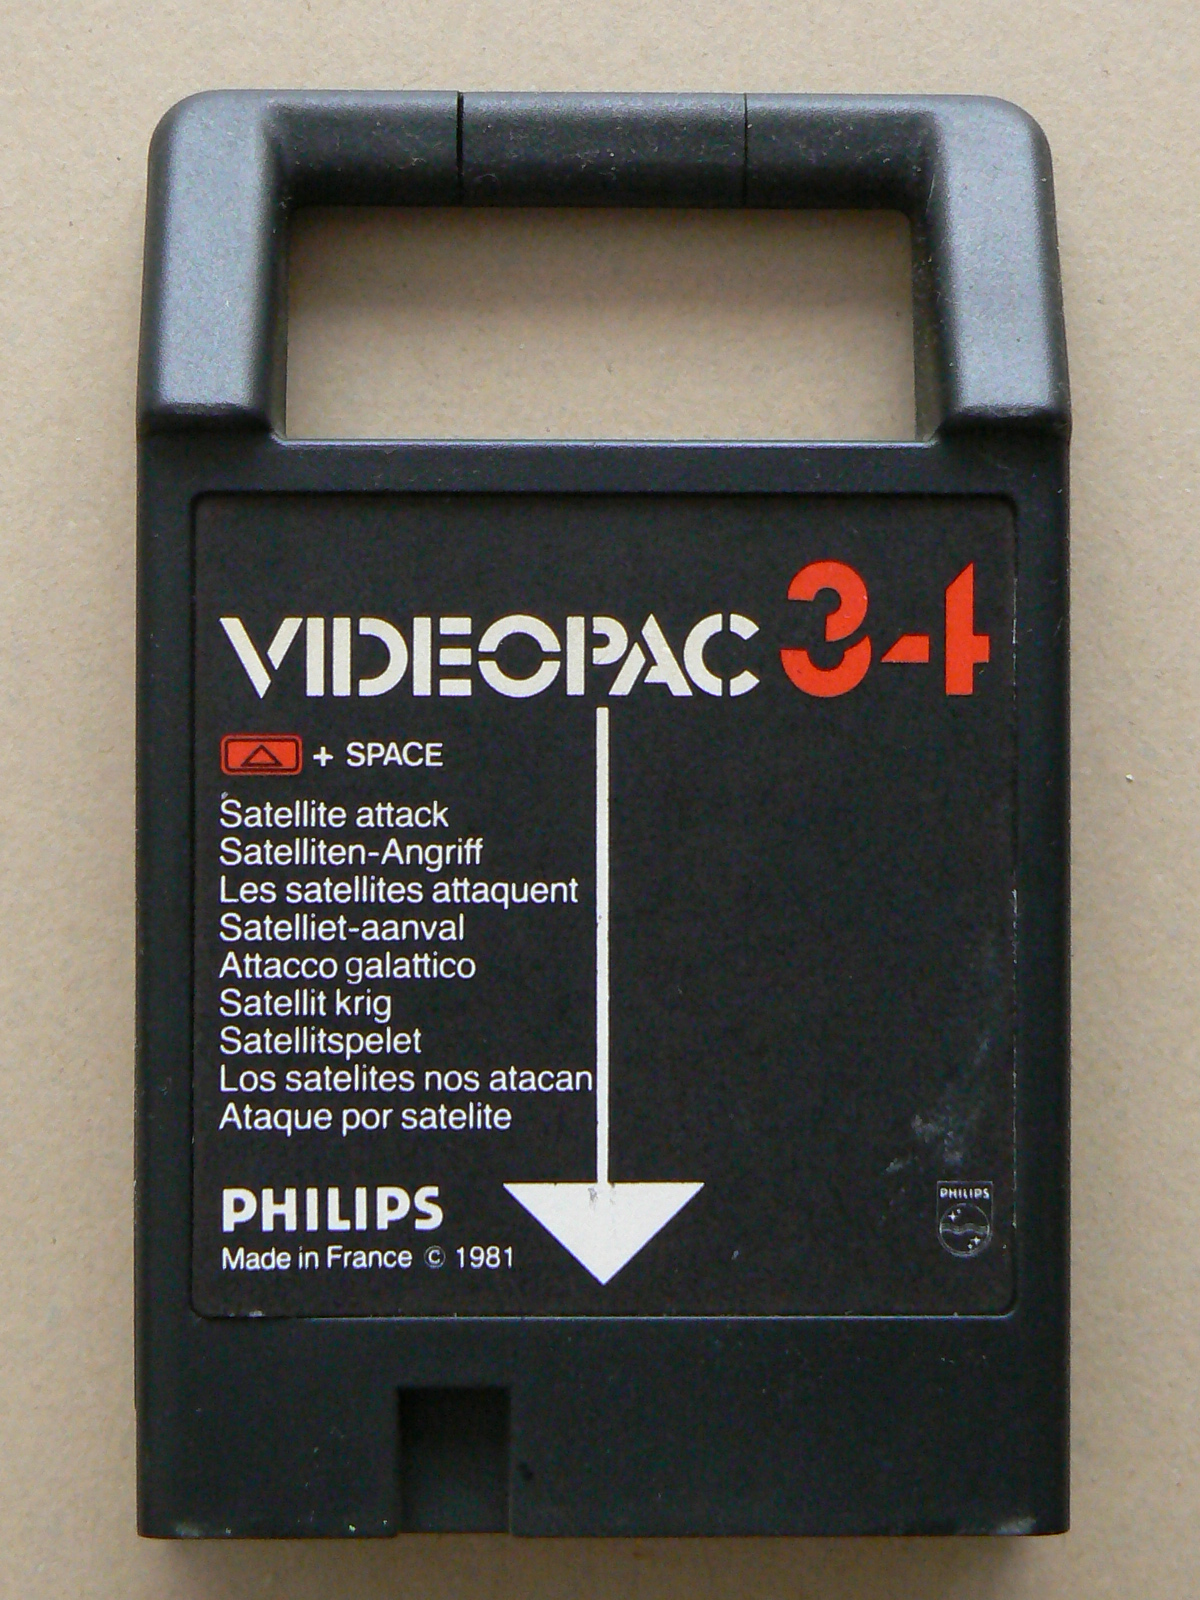 VIDEOPAC 34
+ SPACE
Satellite attack
Satelliten-Angriff
Les satellites attaquent
Satelliet-aanval
Attacco galattico
Satellit krig
Satellitspelet
Los satelites nos atacan
Ataque por satelite
PHILIPS
Made in France © 1981
PHILIPS